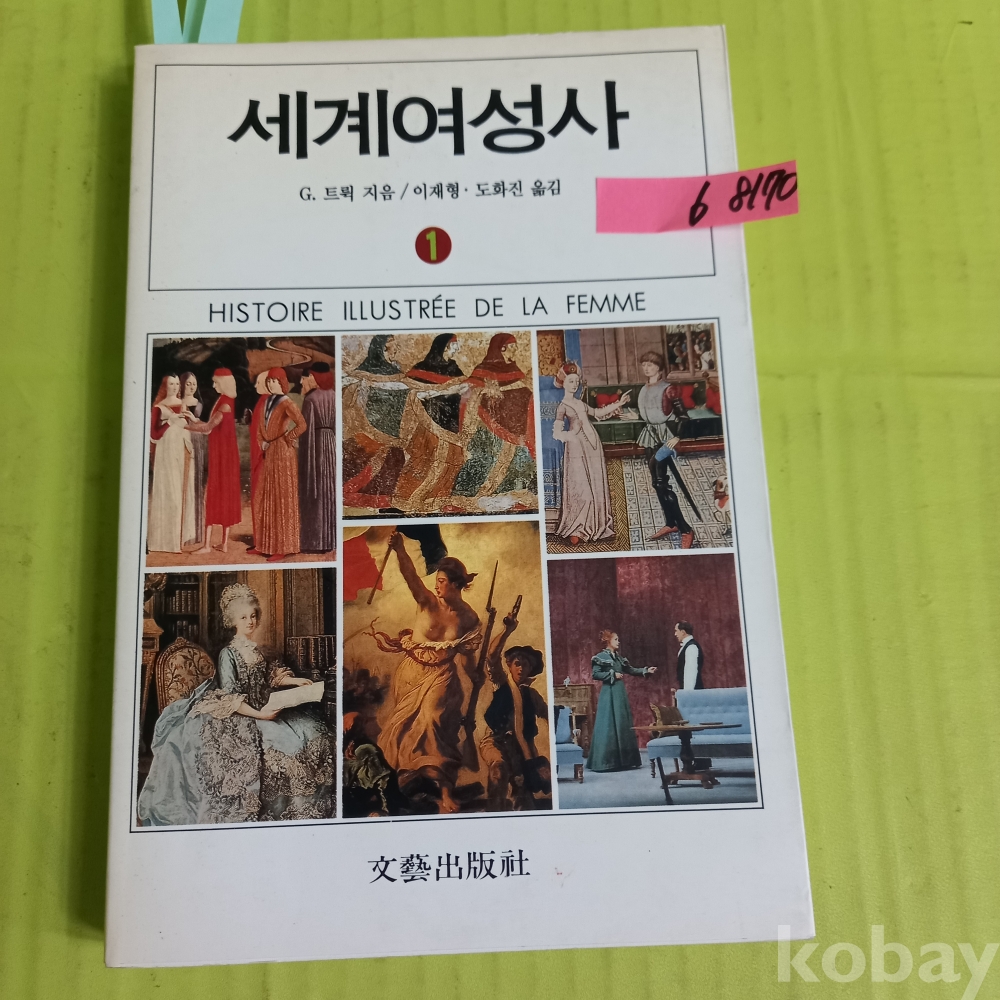 세계여성사
G. 트뤽 지음 / 이재형 · 도화진 옮김
6 8170
1
HISTOIRE ILLUSTRÉE DE LA FEMME
文藝出版社
kobay